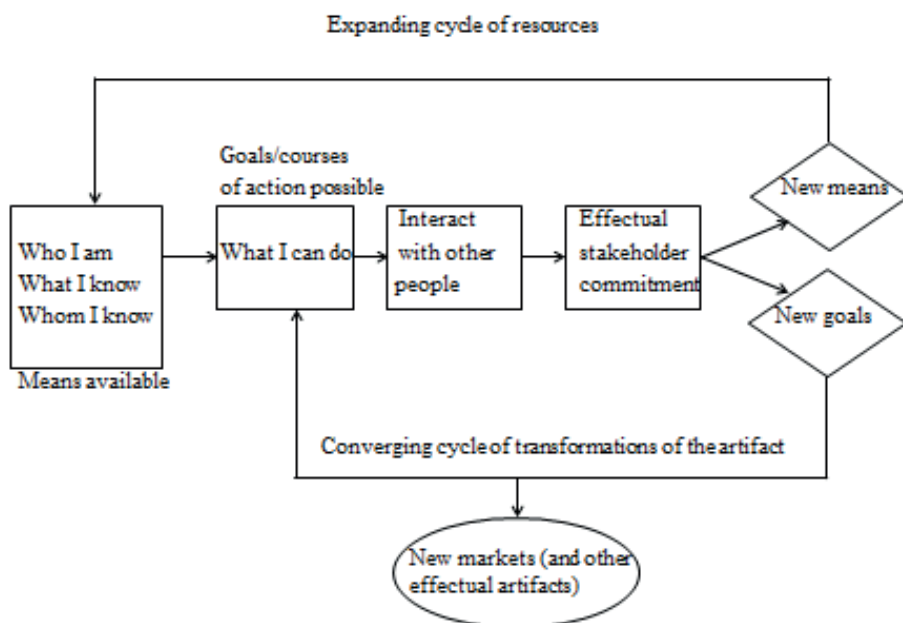 Expanding cycle of resources
Goals/courses
of action possible
New means
Who I am
What I know
Whom I know
What I can do
Interact
with other
people
Effectual
stakeholder
commitment
New goals
Means available
Converging cycle of transformations of the artifact
New markets (and other
effectual artifacts)